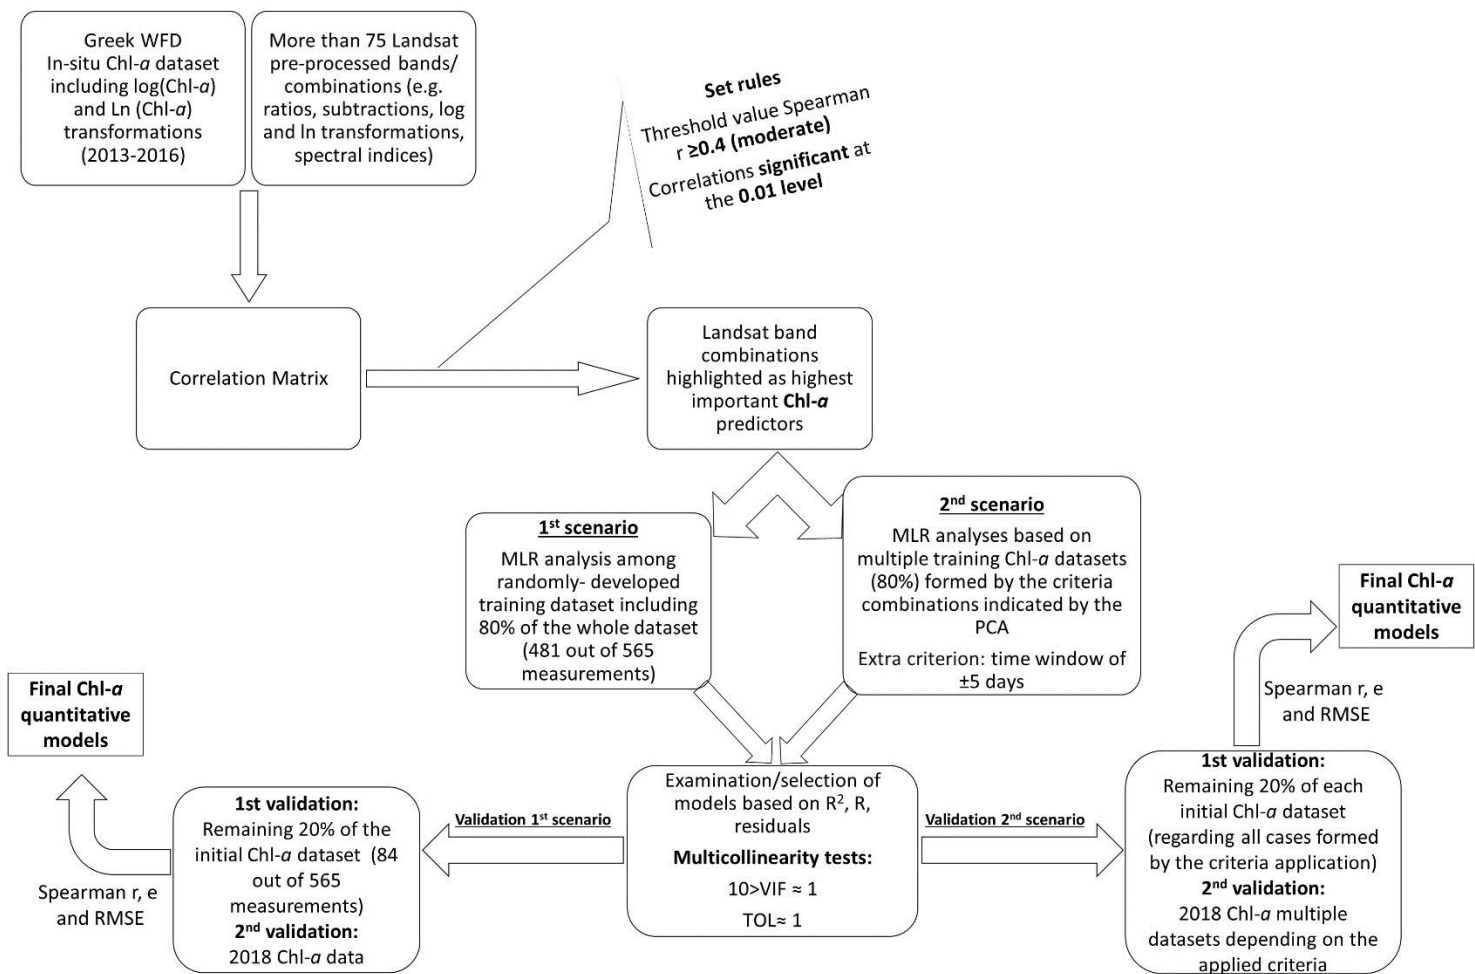 Greek WFD
In-situ Chl-a dataset
including log(Chl-a)
and Ln (Chl-a)
transformations
(2013-2016)
More than 75 Landsat
pre-processed bands/
combinations (e.g.
ratios, subtractions, log
and ln transformations,
spectral indices)
Set rules
Threshold value Spearman
r ≥0.4 (moderate)
Correlations significant at
the 0.01 level
Correlation Matrix
Landsat band
combinations
highlighted as highest
important Chl-a
predictors
1st scenario
MLR analysis among
randomly- developed
training dataset including
80% of the whole dataset
(481 out of 565
measurements)
2nd scenario
MLR analyses based on
multiple training Chl-a datasets
(80%) formed by the criteria
combinations indicated by the
PCA
Extra criterion: time window of
±5 days
Examination/selection of
models based on R², R,
residuals
Multicollinearity tests:
10>VIF ≈ 1
TOL≈ 1
Validation 1st scenario
1st validation:
Remaining 20% of the
initial Chl-a dataset (84
out of 565
measurements)
2nd validation:
2018 Chl-a data
Spearman r, e
and RMSE
Final Chl-a
quantitative
models
Validation 2nd scenario
1st validation:
Remaining 20% of each
initial Chl-a dataset
(regarding all cases formed
by the criteria application)
2nd validation:
2018 Chl-a multiple
datasets depending on the
applied criteria
Spearman r, e
and RMSE
Final Chl-a
quantitative
models